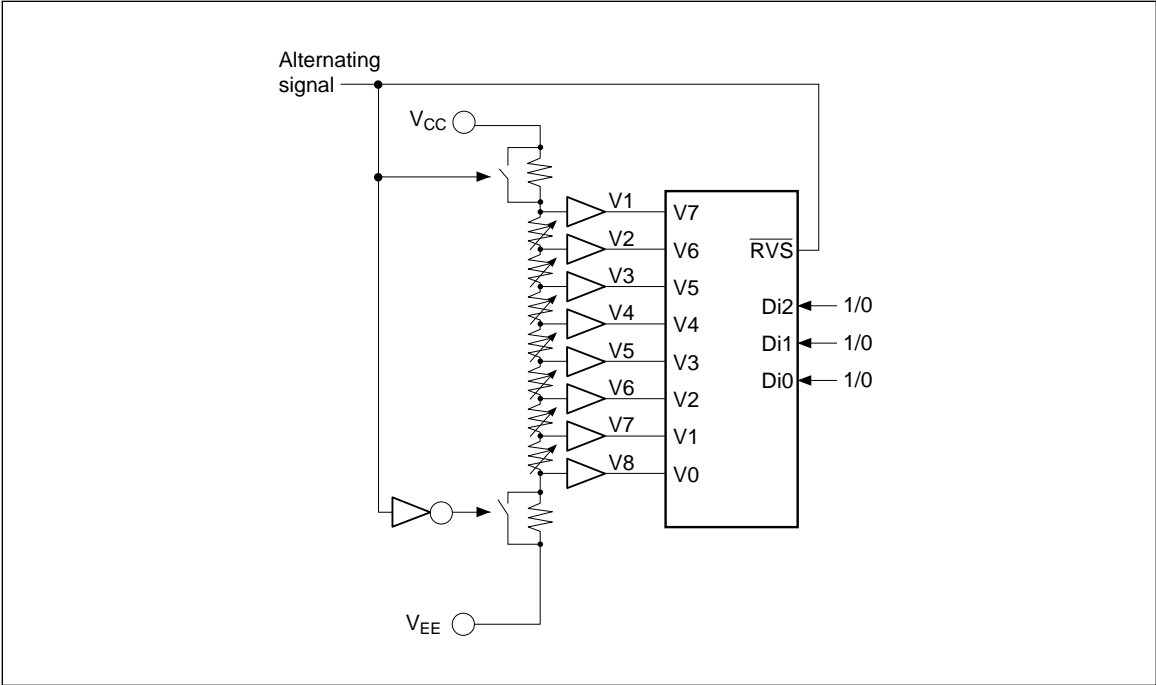 Alternating
signal
VCC
V1
V7
V2
V6
RVS
V3
V5
Di2
1/0
V4
V4
Di1
1/0
V5
V3
Di0
1/0
V6
V2
V7
V1
V8
V0
VEE